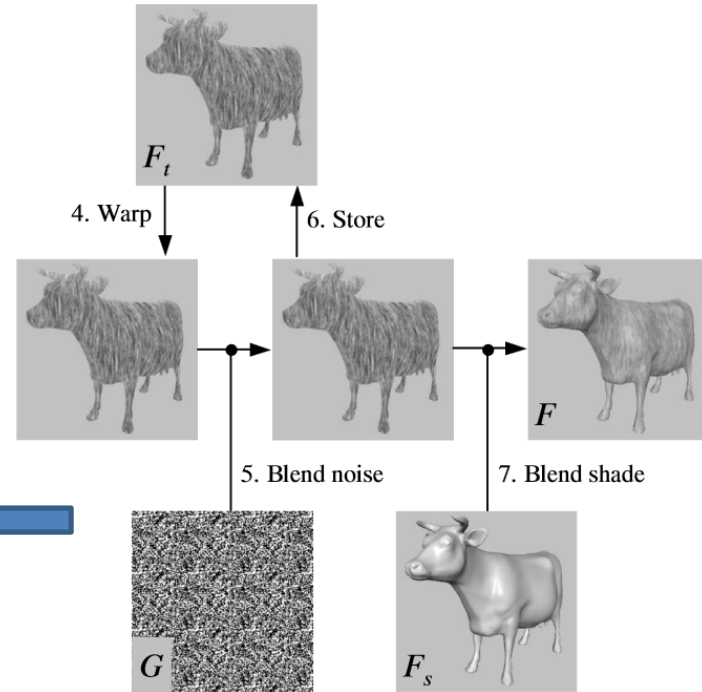 F_t
4. Warp
6. Store
F
5. Blend noise
7. Blend shade
G
F_s